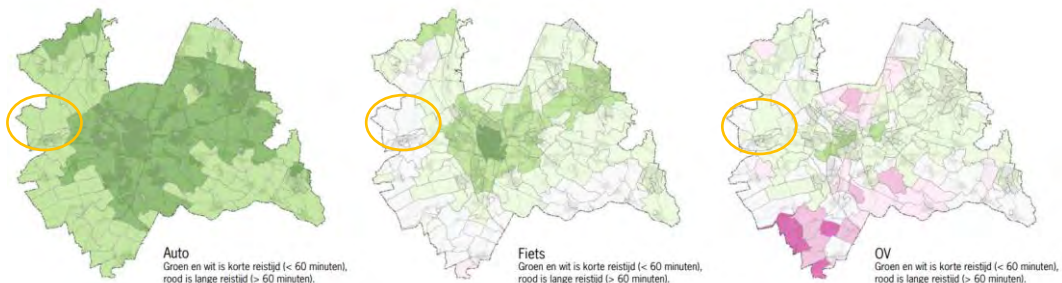 Auto
Groen en wit is korte reistijd (< 60 minuten),
rood is lange reistijd (> 60 minuten).
Fiets
Groen en wit is korte reistijd (< 60 minuten),
rood is lange reistijd (> 60 minuten).
OV
Groen en wit is korte reistijd (< 60 minuten),
rood is lange reistijd (> 60 minuten).